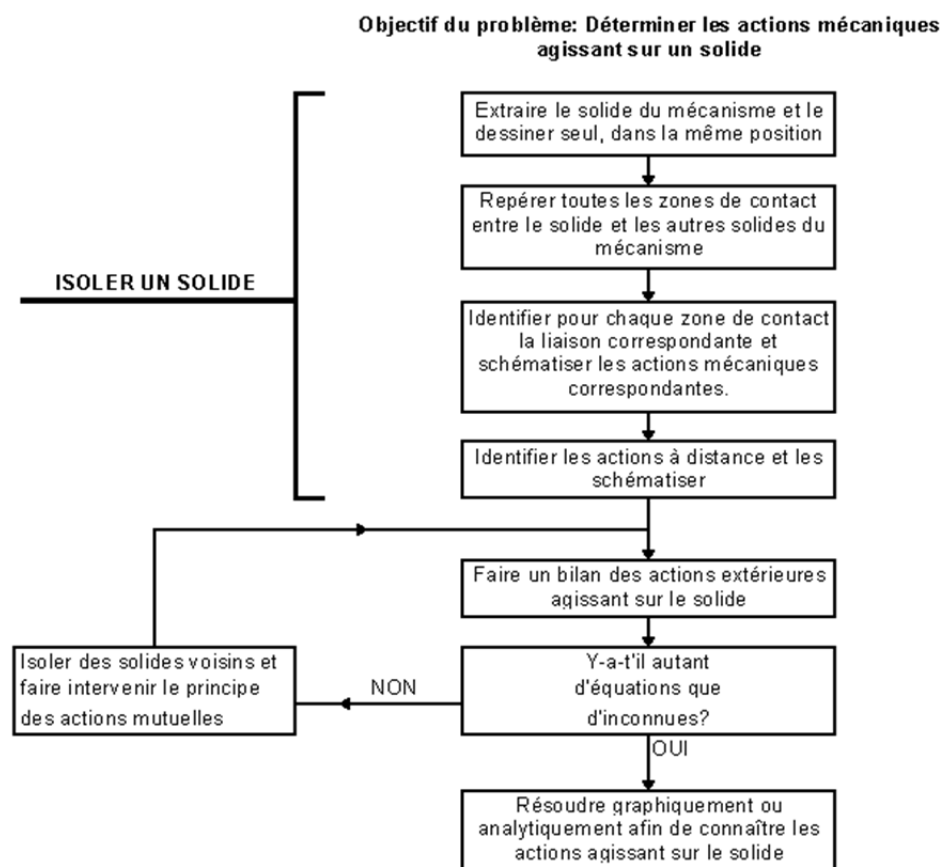 Objectif du problème: Déterminer les actions mécaniques
agissant sur un solide
Extraire le solide du mécanisme et le
dessiner seul, dans la même position
Repérer toutes les zones de contact
entre le solide et les autres solides du
mécanisme
ISOLER UN SOLIDE
Identifier pour chaque zone de contact
la liaison correspondante et
schématiser les actions mécaniques
correspondantes.
Identifier les actions à distance et les
schématiser
Faire un bilan des actions extérieures
agissant sur le solide
Isoler des solides voisins et
faire intervenir le principe
des actions mutuelles
NON
Y-a-t'il autant
d'équations que
d'inconnues?
OUI
Résoudre graphiquement ou
analytiquement afin de connaître les
actions agissant sur le solide